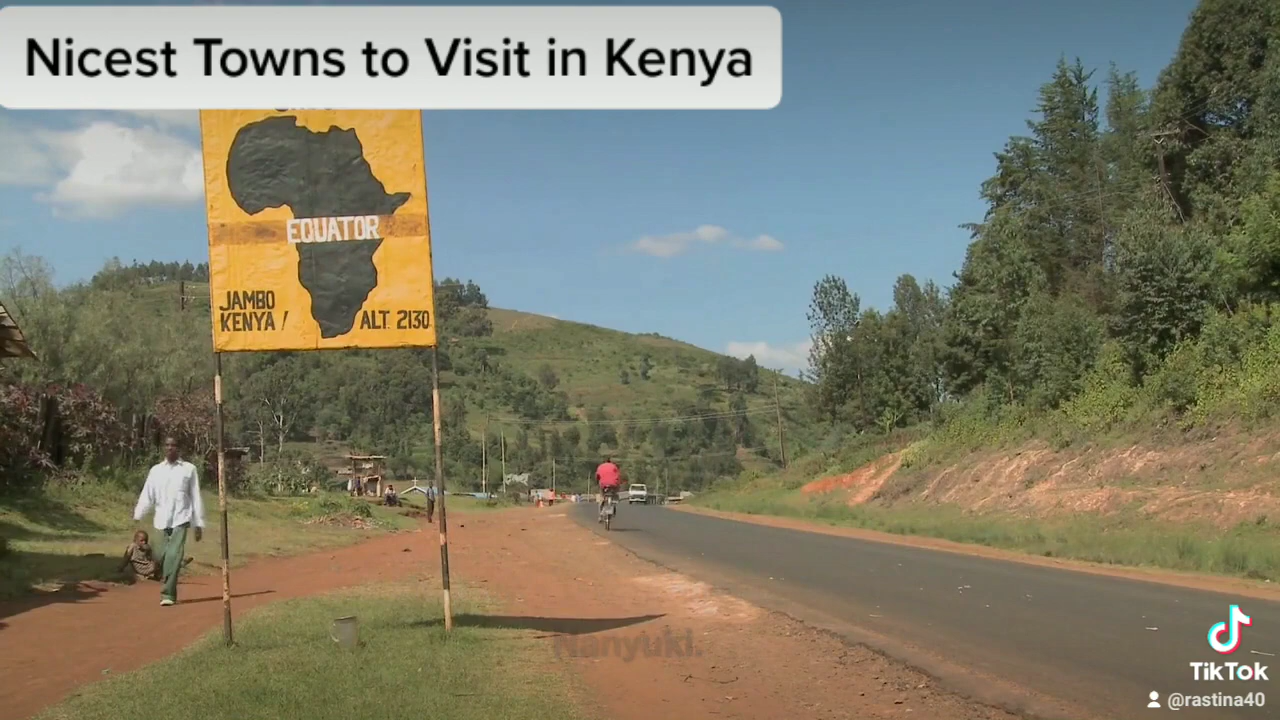 Nicest Towns to Visit in Kenya
EQUATOR
JAMBO
KENYA!
ALT. 2130
Nanyuki.
TikTok
@rastina40